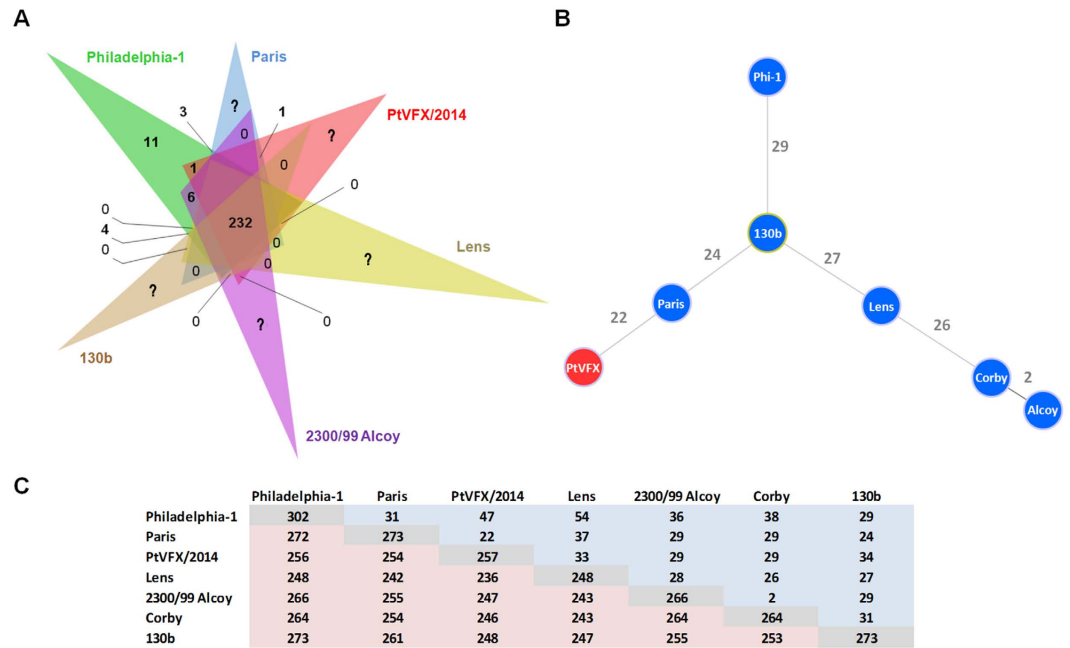 A
B
Philadelphia-1
Paris
PtVFX/2014
Lens
2300/99 Alcoy
130b
?
3
1
?
11
0
1
0
6
0
0
232
4
0
0
0
0
?
?
?
0
0
Phi-1
29
130b
24
27
Paris
Lens
22
26
PtVFX
Corby
2
Alcoy
C
Philadelphia-1 Paris PtVFX/2014 Lens 2300/99 Alcoy Corby 130b
Philadelphia-1 302 31 47 54 36 38 29
Paris 272 273 22 37 29 29 24
PtVFX/2014 256 254 257 33 29 29 34
Lens 248 242 236 248 28 26 27
2300/99 Alcoy 266 255 247 243 266 2 29
Corby 264 254 246 243 264 264 31
130b 273 261 248 247 255 253 273